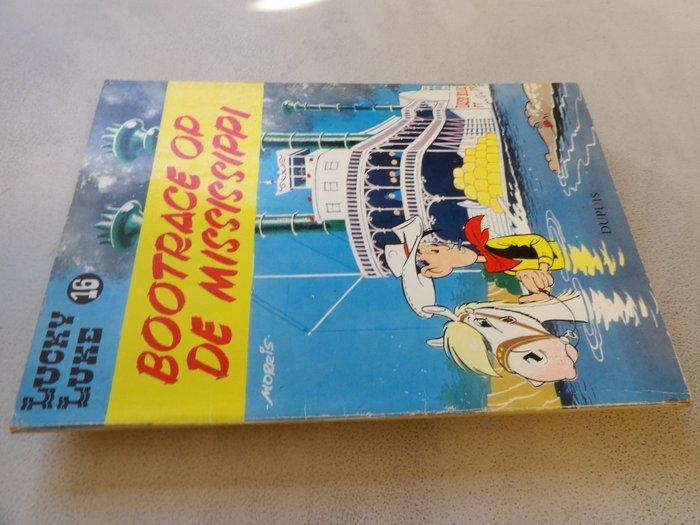 LUCKY
LUKE
16
BOOTRACE OP
DE MISSISSIPPI
-MORRIS-
DUPUIS